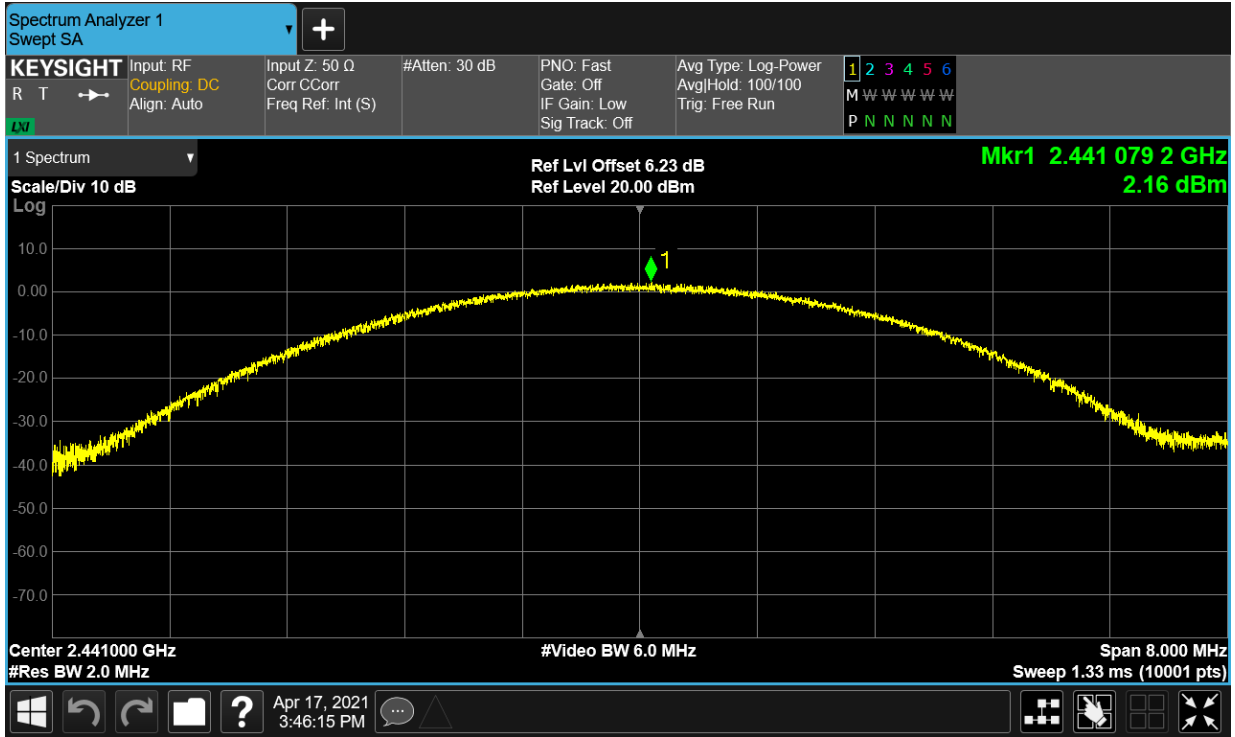 Spectrum Analyzer 1
Swept SA
+
KEYSIGHT
R T
LXI
Input: RF
Coupling: DC
Align: Auto
Input Z: 50 Ω
Corr CCorr
Freq Ref: Int (S)
#Atten: 30 dB
PNO: Fast
Gate: Off
IF Gain: Low
Sig Track: Off
Avg Type: Log-Power
Avg|Hold: 100/100
Trig: Free Run
1 2 3 4 5 6
M W W W W W
P N N N N N
1 Spectrum
Scale/Div 10 dB
Log
Ref Lvl Offset 6.23 dB
Ref Level 20.00 dBm
Mkr1 2.441 079 2 GHz
2.16 dBm
1
10.0
0.00
-10.0
-20.0
-30.0
-40.0
-50.0
-60.0
-70.0
Center 2.441000 GHz
#Res BW 2.0 MHz
#Video BW 6.0 MHz
Span 8.000 MHz
Sweep 1.33 ms (10001 pts)
?
Apr 17, 2021
3:46:15 PM